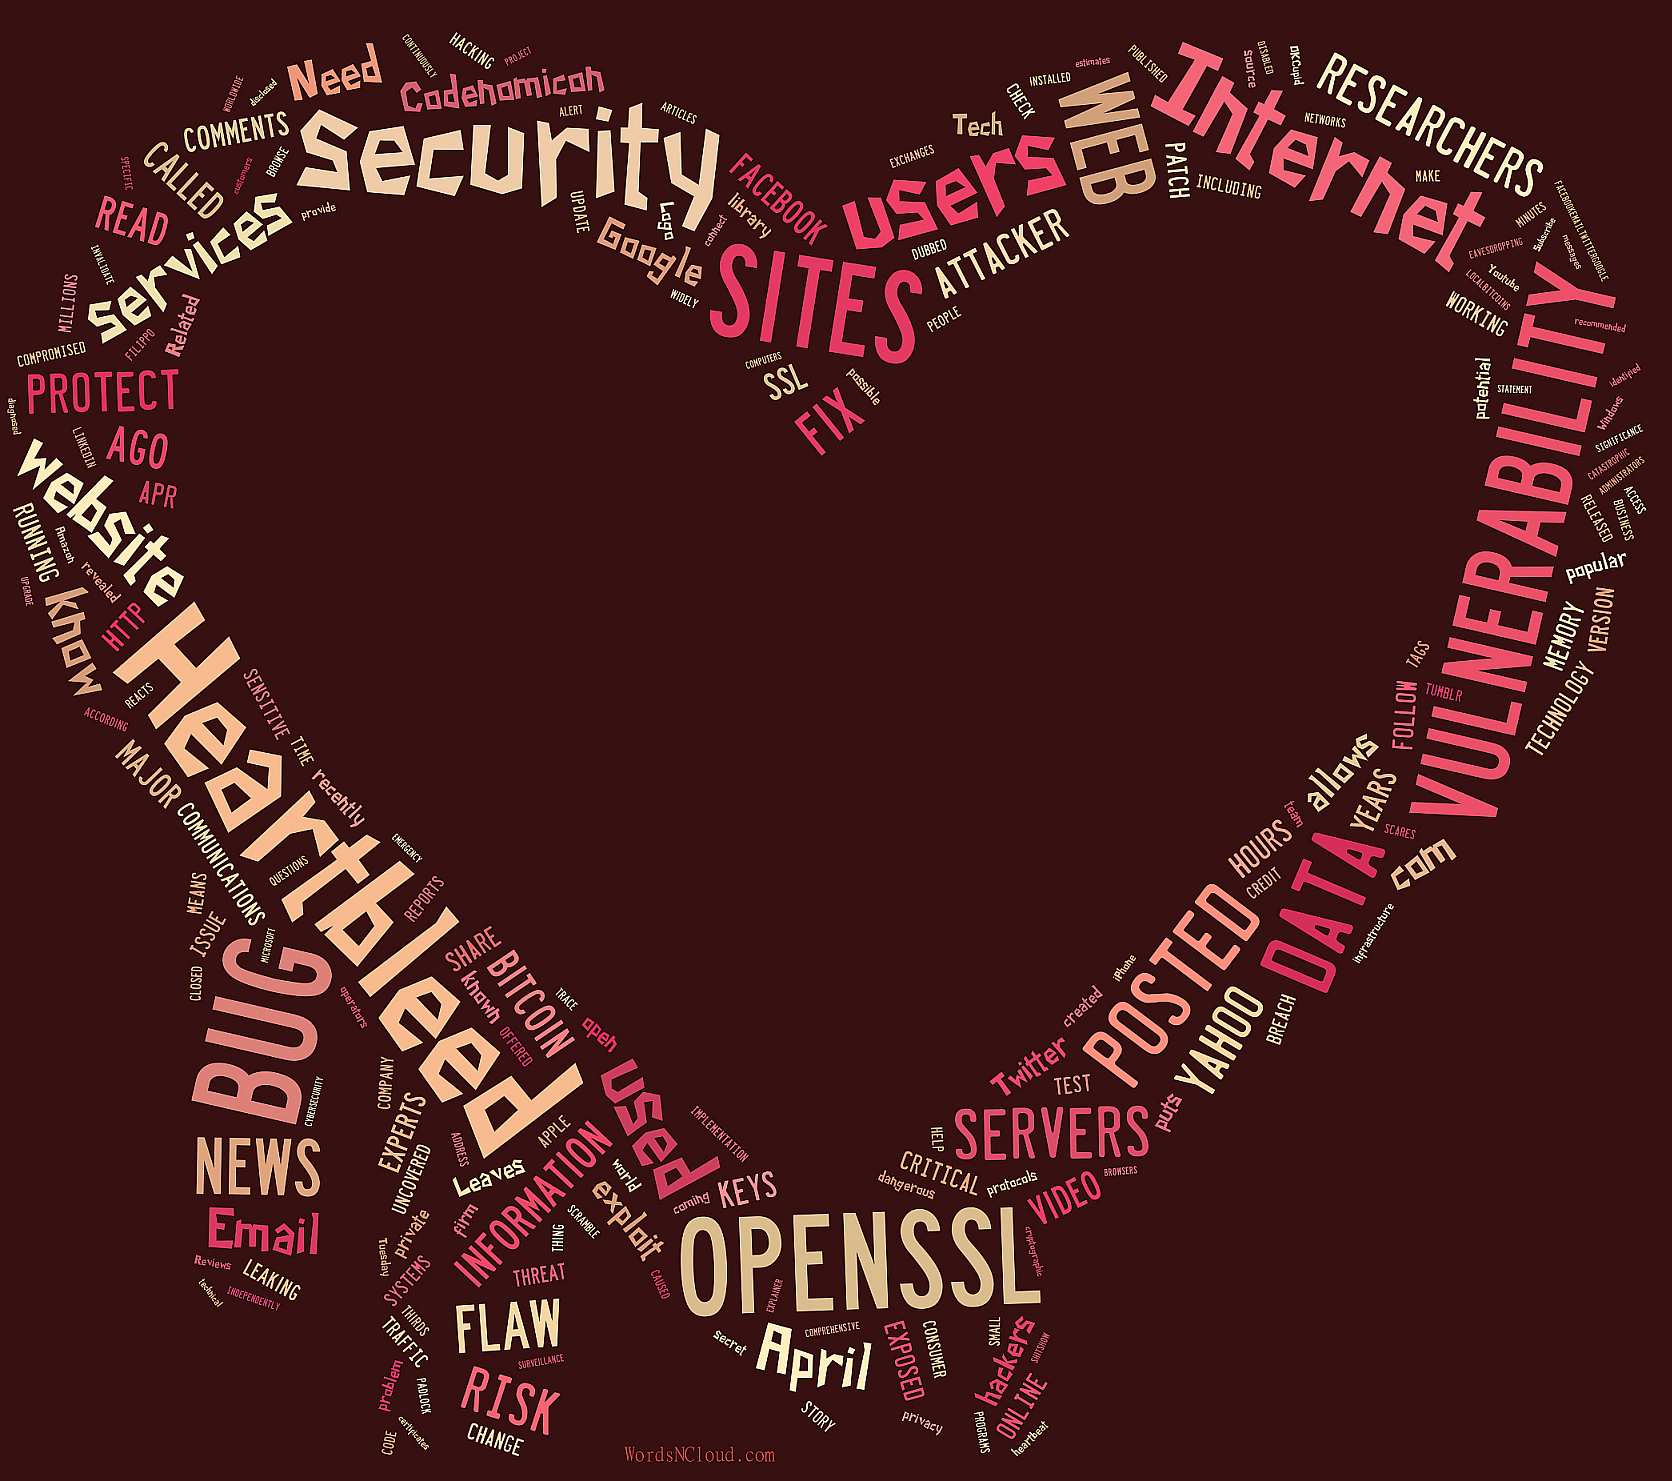 Need
CONTINUOUSLY
HACKING
PROJECT
Codenomicon
WORLDWIDE
disclosed
COMMENTS
Security
ALERT
ARTICLES
CALLED
customers
BROWSE
SPECIFIC
READ
services
provide
UPDATE
Google
Logo
connect
library
FACEBOOK
WIDELY
SITES
users
EXCHANGES
Tech
CHECK
INSTALLED
estimates
WEB
PUBLISHED
Internet
source
DISABLED
OKCupid
RESEARCHERS
NETWORKS
PATCH
INCLUDING
MAKE
DUBBED
ATTACKER
PEOPLE
MINUTES
Subscribe
messages
FACEBOOKEMAILTWITTERGOOGLE
EAVESDROPPING
Youtube
LOCALBITCOINS
WORKING
recommended
INVALIDATE
MILLIONS
COMPROMISED
FILIPPO
Related
COMPUTERS
SSL
possible
FIX
PROTECT
diagnosed
LINKEDIN
AGO
APR
website
RUNNING
Amazon
revealed
UPGRADE
know
HTTP
REACTS
ACCORDING
VULNERABILITY
potential
STATEMENT
identified
Windows
SIGNIFICANCE
CATASTROPHIC
ADMINISTRATORS
ACCESS
BUSINESS
RELEASED
popular
MEMORY
VERSION
TECHNOLOGY
TAGS
TUMBLR
FOLLOW
Heartbleed
SENSITIVE
TIME
recently
EMERGENCY
MAJOR
COMMUNICATIONS
QUESTIONS
REPORTS
MEANS
ISSUE
CLOSED
MICROSOFT
BUG
operators
CYBERSECURITY
SHARE
BITCOIN
known
OFFERED
TRACE
open
used
IMPLEMENTATION
allows
YEARS
SCARES
com
team
HOURS
CREDIT
DATA
infrastructure
POSTED
iPhone
created
YAHOO
BREACH
Twitter
TEST
SERVERS
puts
HELP
CRITICAL
dangerous
protocols
BROWSERS
VIDEO
NEWS
Email
Reviews
LEAKING
technical
INDEPENDENTLY
COMPANY
EXPERTS
UNCOVERED
ADDRESS
APPLE
Leaves
firm
INFORMATION
world
exploit
SCRAMBLE
THING
coming
KEYS
CAUSED
private
Tuesday
SYSTEMS
THREAT
THIRDS
TRAFFIC
FLAW
SURVEILLANCE
problem
PADLOCK
RISK
CHANGE
CODE
certificates
OPENSSL
cryptographic
EXPLAINER
secret
April
COMPREHENSIVE
STORY
EXPOSED
CONSUMER
privacy
SMALL
hackers
SHITSHOW
ONLINE
PROGRAMS
heartbeat
WordsNCloud.com